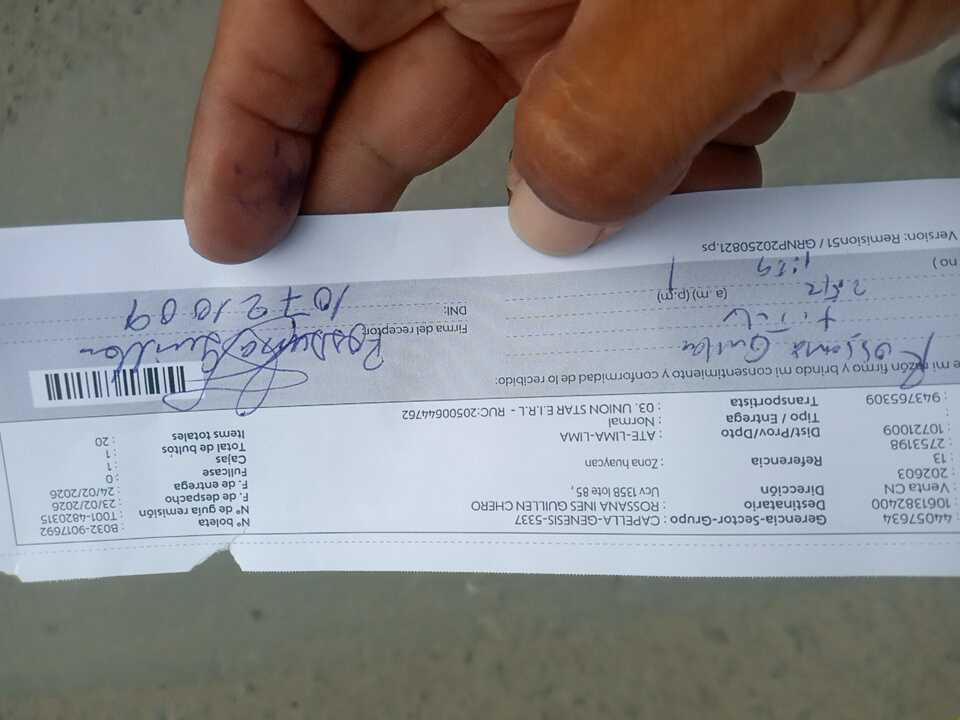 : 44057634 Gerencia-Sector-Grupo : CAPELLA-GENESIS-5337 Nº boleta : B032-9017692
: 1061382400 Destinatario : ROSSANA INES GUILLEN CHERO Nº de guía remisión : T001-4820315
: Venta CN Dirección Ucv 135B lote 85, F. de despacho : 23/02/2026
: 202603 F. de entrega : 24/02/2026
: 13 Referencia : Zona huaycan Fullcase : 0
: 2753198 Cajas : 1
: 10721009 Dist/Prov/Dpto : ATE-LIMA-LIMA Total de bultos : 1
: Tipo / Entrega : Normal Items totales : 20
: 943765309 Transportista : 03. UNION STAR E.I.R.L - RUC:20500644762
e mi razón firmo y brindo mi consentimiento y conformidad de lo recibido:
Rossana Guillen
Firma del receptor:
DNI: 10721009
(a.m)(p.m)
no)
1:59
Version: Remision51 / GRNP20250821.ps